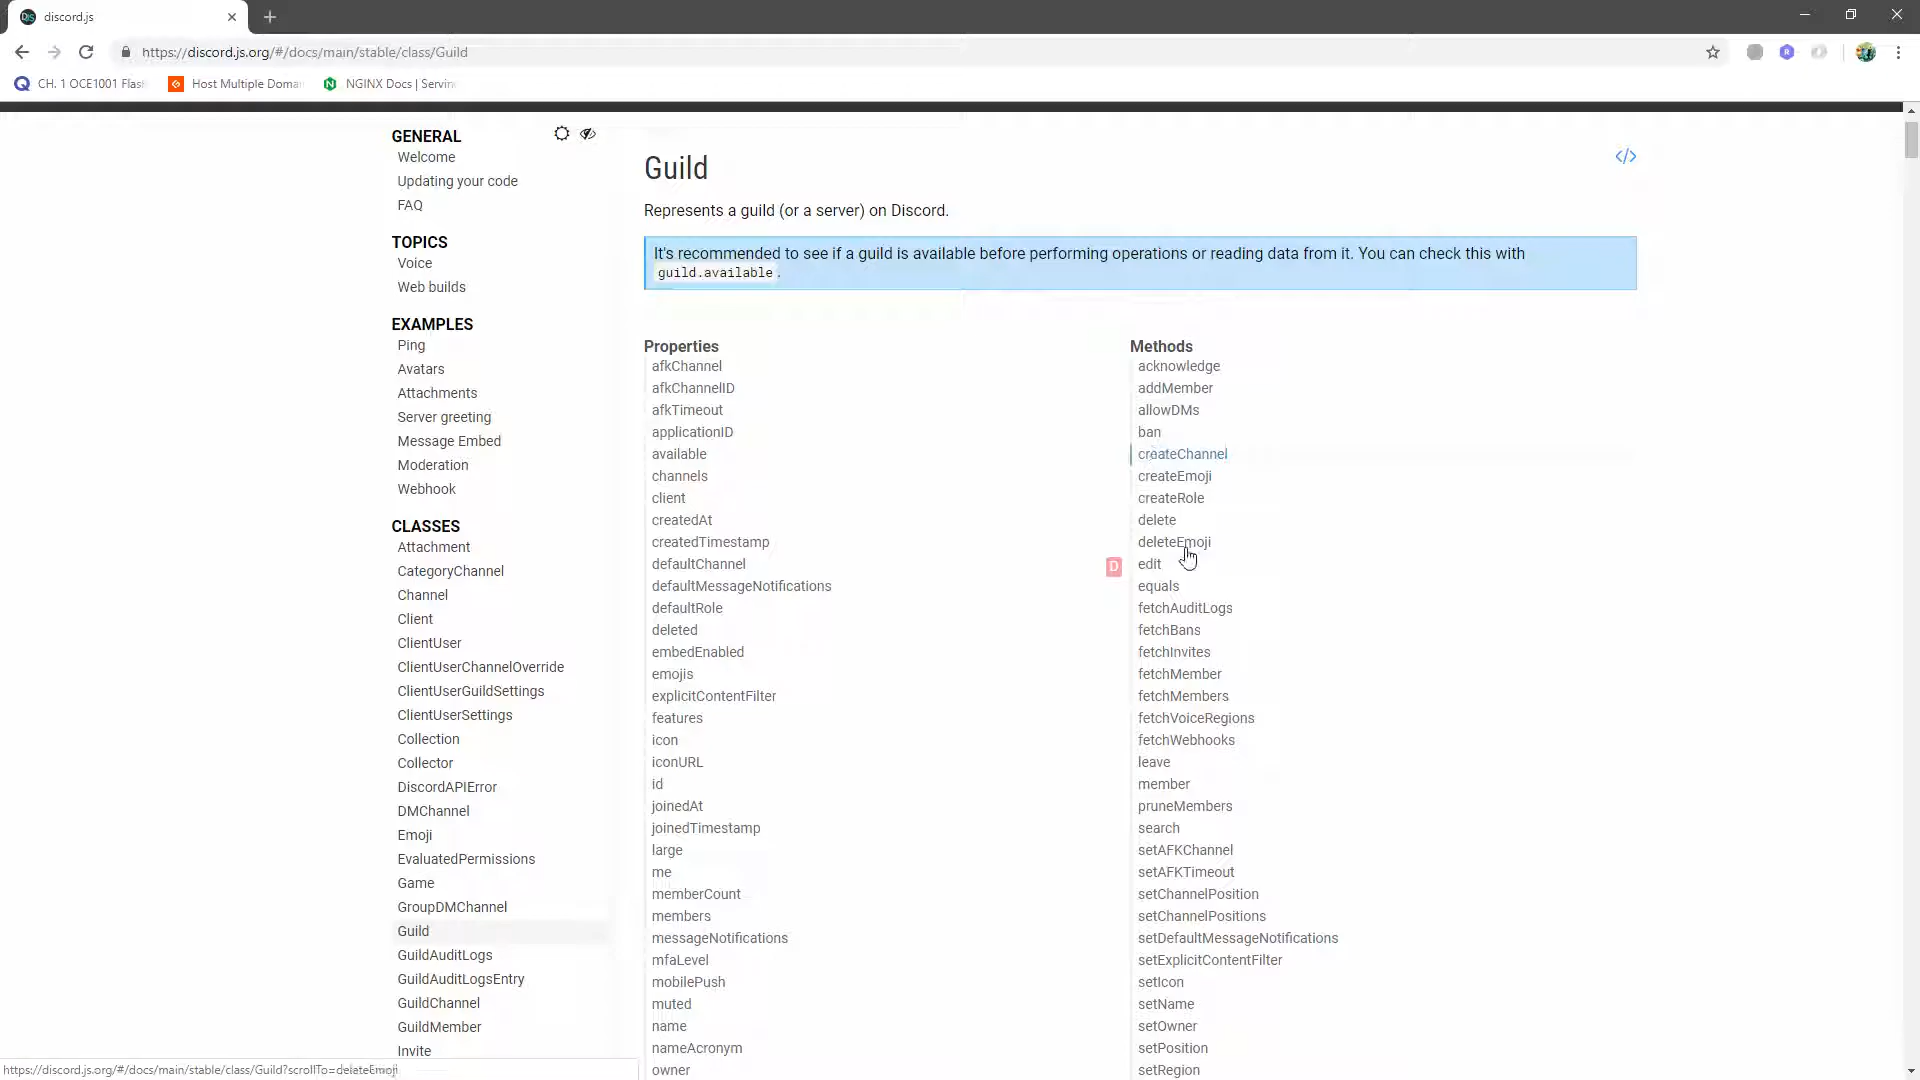 discord.js
https://discord.js.org/#/docs/main/stable/class/Guild
CH. 1 OCE1001 Flas
Host Multiple Doma
NGINX Docs | Servin
GENERAL
Welcome
Updating your code
FAQ
TOPICS
Voice
Web builds
EXAMPLES
Ping
Avatars
Attachments
Server greeting
Message Embed
Moderation
Webhook
CLASSES
Attachment
CategoryChannel
Channel
Client
ClientUser
ClientUserChannelOverride
ClientUserGuildSettings
ClientUserSettings
Collection
Collector
DiscordAPIError
DMChannel
Emoji
EvaluatedPermissions
Game
GroupDMChannel
Guild
GuildAuditLogs
GuildAuditLogsEntry
GuildChannel
GuildMember
Invite
Guild
</>
Represents a guild (or a server) on Discord.
It's recommended to see if a guild is available before performing operations or reading data from it. You can check this with
guild.available.
Properties
afkChannel
afkChannelID
afkTimeout
applicationID
available
channels
client
createdAt
createdTimestamp
defaultChannel
defaultMessageNotifications
defaultRole
deleted
embedEnabled
emojis
explicitContentFilter
features
icon
iconURL
id
joinedAt
joinedTimestamp
large
me
memberCount
members
messageNotifications
mfaLevel
mobilePush
muted
name
nameAcronym
owner
Methods
acknowledge
addMember
allowDMs
ban
createChannel
createEmoji
createRole
delete
deleteEmoji
D
edit
equals
fetchAuditLogs
fetchBans
fetchInvites
fetchMember
fetchMembers
fetchVoiceRegions
fetchWebhooks
leave
member
pruneMembers
search
setAFKChannel
setAFKTimeout
setChannelPosition
setChannelPositions
setDefaultMessageNotifications
setExplicitContentFilter
setIcon
setName
setOwner
setPosition
setRegion
https://discord.js.org/#/docs/main/stable/class/Guild?scrollTo=deleteEmoji